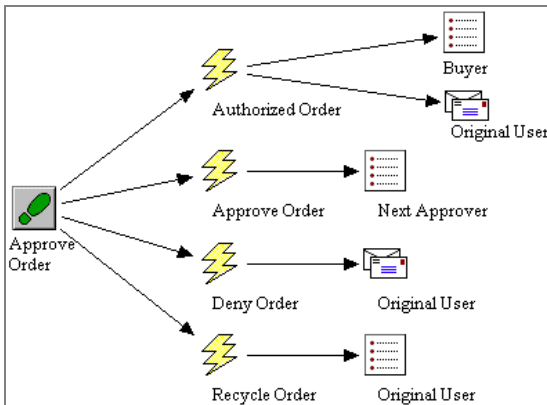 Buyer
Authorized Order
Original User
Approve Order
Next Approver
Approve
Order
Deny Order
Original User
Recycle Order
Original User